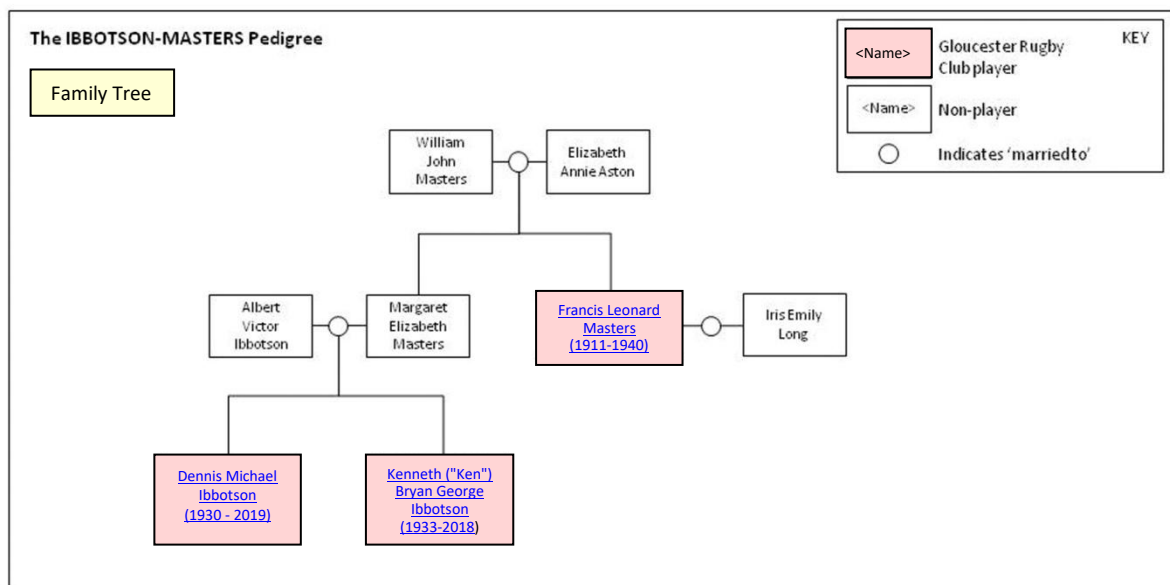 The IBBOTSON-MASTERS Pedigree
Family Tree
KEY
<Name>
Gloucester Rugby
Club player
<Name>
Non-player
Indicates 'married to'
William
John
Masters
Elizabeth
Annie Aston
Albert
Victor
Ibbotson
Margaret
Elizabeth
Masters
Francis Leonard
Masters
(1911-1940)
Iris Emily
Long
Dennis Michael
Ibbotson
(1930 - 2019)
Kenneth ("Ken")
Bryan George
Ibbotson
(1933-2018)